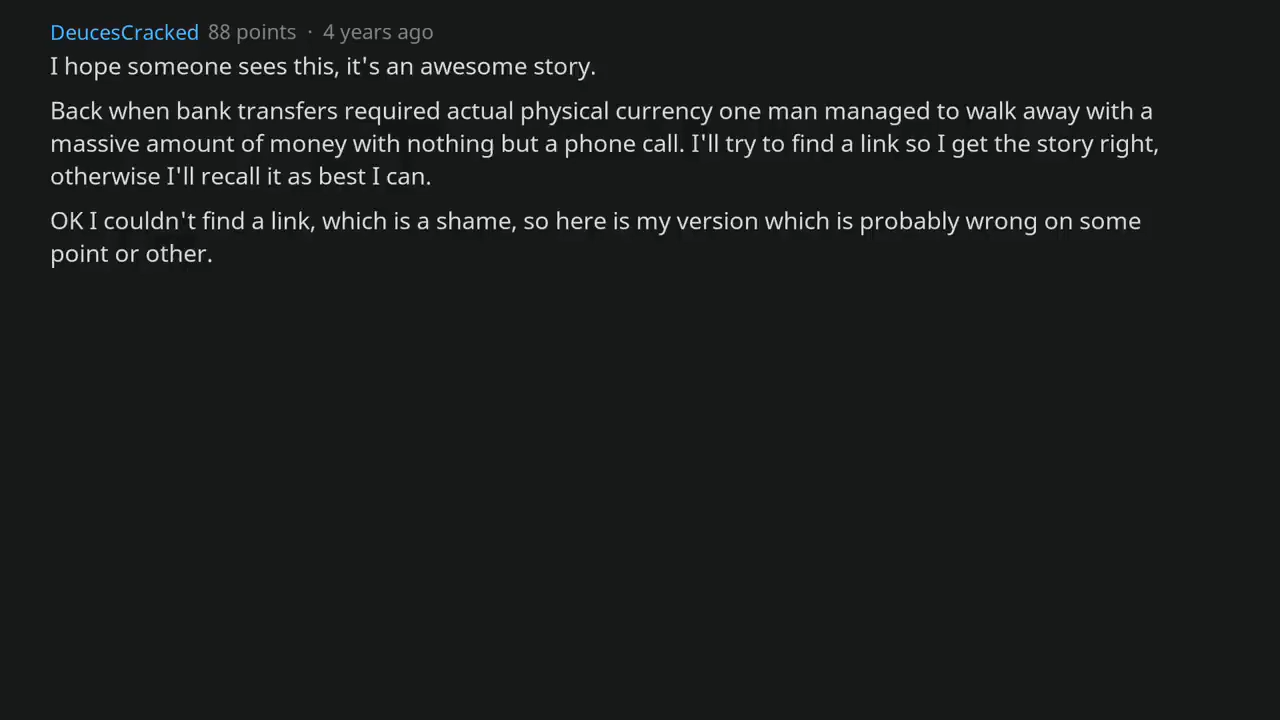 DeucesCracked 88 points · 4 years ago
I hope someone sees this, it's an awesome story.
Back when bank transfers required actual physical currency one man managed to walk away with a
massive amount of money with nothing but a phone call. I'll try to find a link so I get the story right,
otherwise I'll recall it as best I can.
OK I couldn't find a link, which is a shame, so here is my version which is probably wrong on some
point or other.